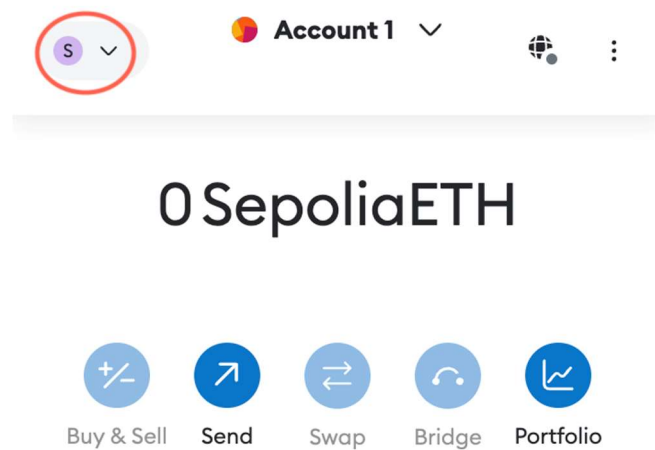 S
Account 1
0 SepoliaETH
Buy & Sell
Send
Swap
Bridge
Portfolio